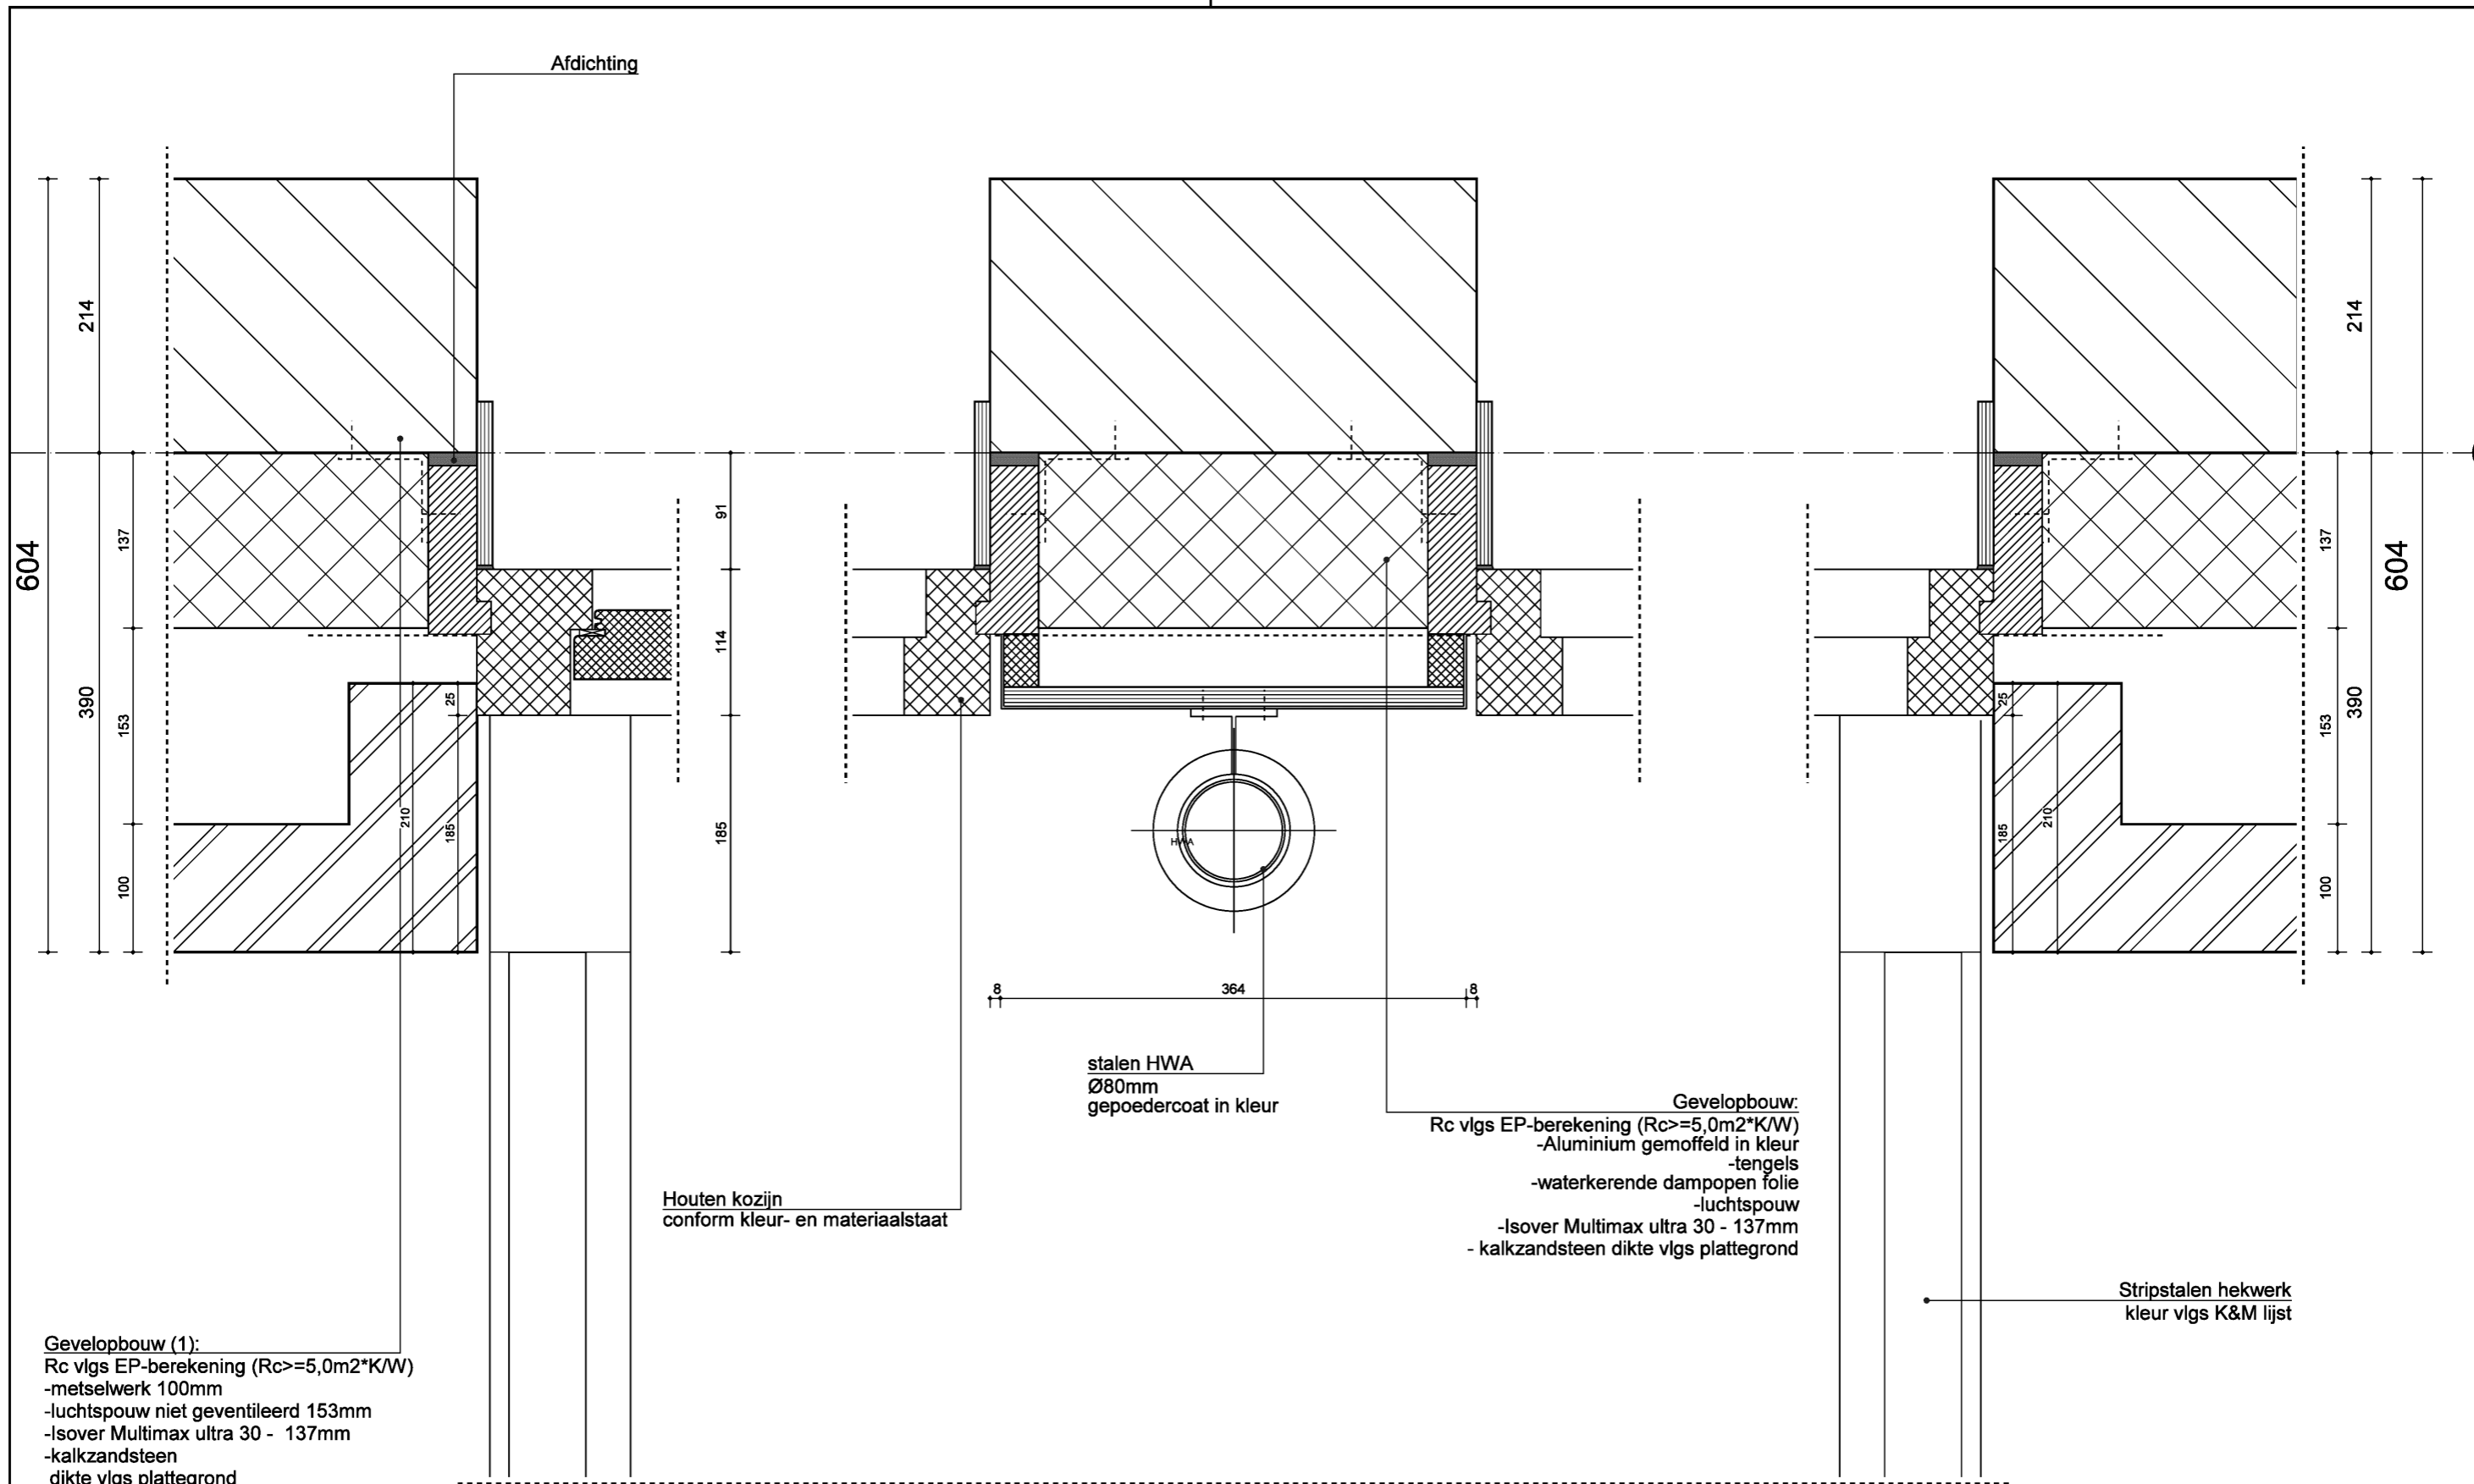 Afdichting
214
604
137
390
153
100
210
25
185
91
114
185
HWA
8
364
8
214
137
604
390
25
153
185
210
100
stalen HWA
Ø80mm
gepoedercoat in kleur
Houten kozijn
conform kleur- en materiaalstaat
Gevelopbouw:
Rc vlgs EP-berekening (Rc>=5,0m2*K/W)
-Aluminium gemoffeld in kleur
-tengels
-waterkerende dampopen folie
-luchtspouw
-Isover Multimax ultra 30 - 137mm
- kalkzandsteen dikte vlgs plattegrond
Stripstalen hekwerk
kleur vlgs K&M lijst
Gevelopbouw (1):
Rc vlgs EP-berekening (Rc>=5,0m2*K/W)
-metselwerk 100mm
-luchtspouw niet geventileerd 153mm
-Isover Multimax ultra 30 - 137mm
-kalkzandsteen
dikte vlgs plattegrond